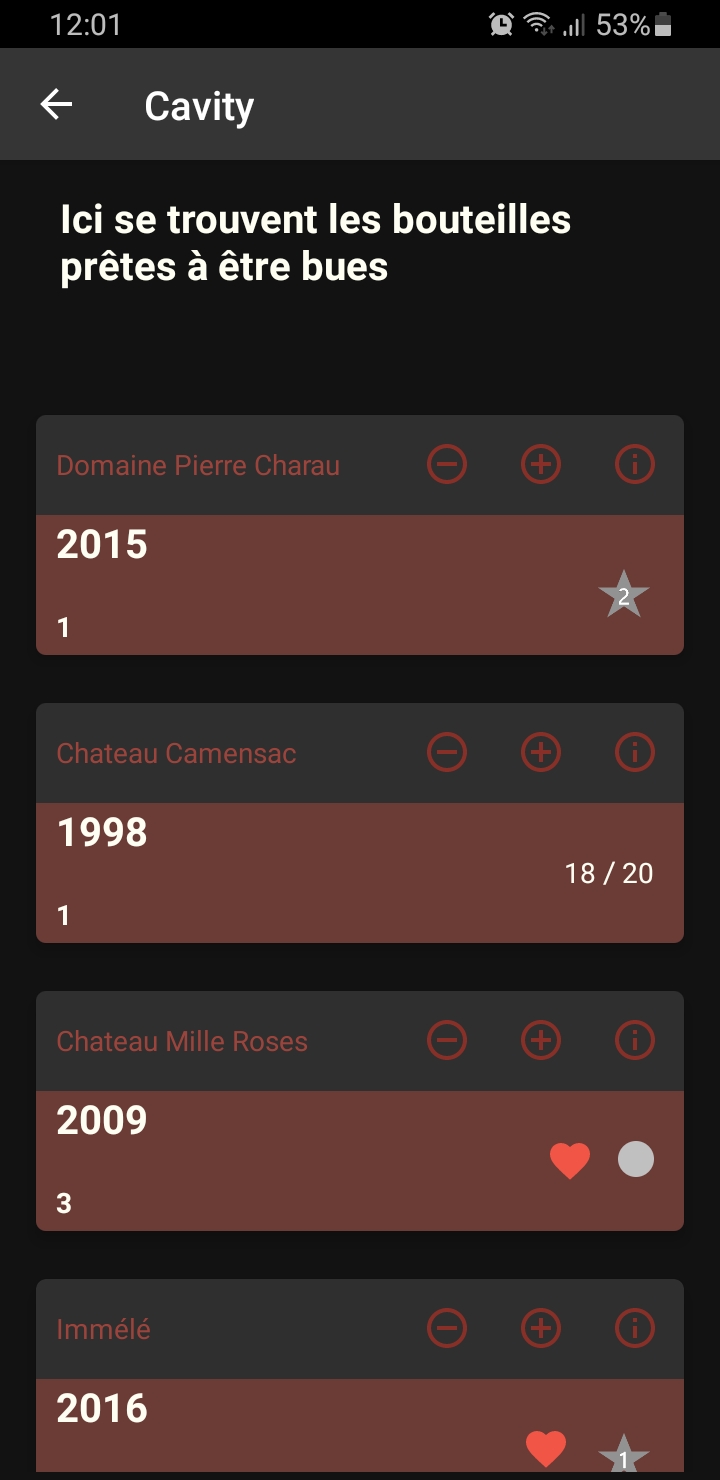 12:01
53%
Cavity
Ici se trouvent les bouteilles
prêtes à être bues
Domaine Pierre Charau
2015
2
1
Chateau Camensac
1998
18 / 20
1
Chateau Mille Roses
2009
3
Immélé
2016
1